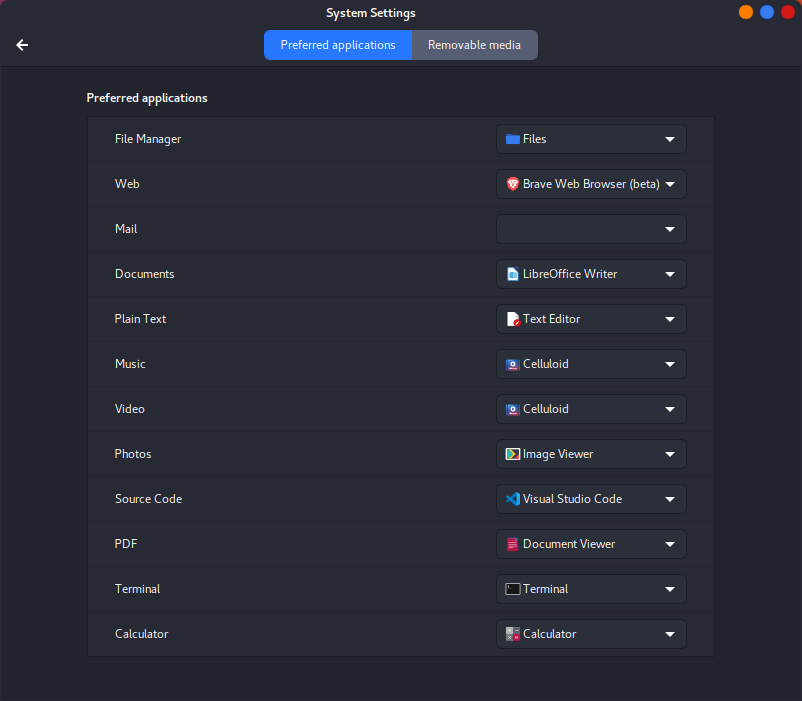 System Settings
Preferred applications
Removable media
Preferred applications
File Manager
Files
Web
Brave Web Browser (beta)
Mail
Documents
LibreOffice Writer
Plain Text
Text Editor
Music
Celluloid
Video
Celluloid
Photos
Image Viewer
Source Code
Visual Studio Code
PDF
Document Viewer
Terminal
Terminal
Calculator
Calculator